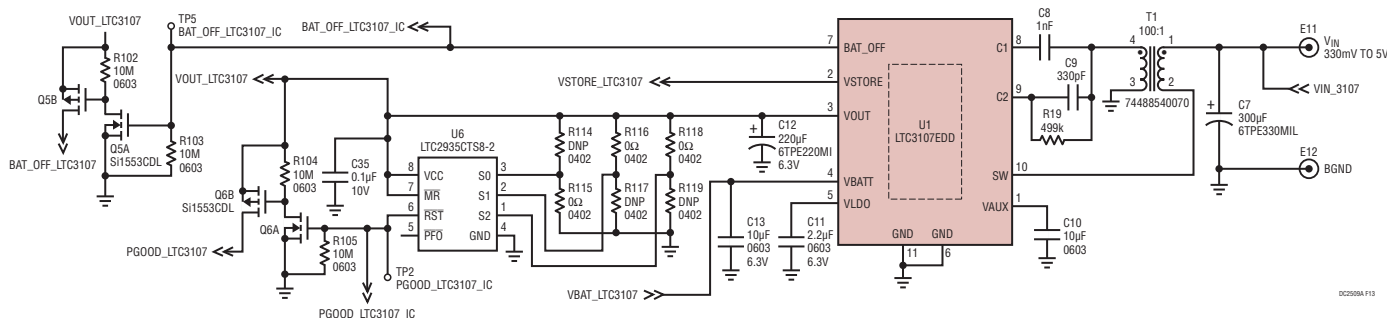 VOUT_LTC3107
TP5
BAT_OFF_LTC3107_IC
BAT_OFF_LTC3107_IC
R102
10M
0603
Q5B
Q5A
Si1553CDL
BAT_OFF_LTC3107
R103
10M
0603
VOUT_LTC3107
VSTORE_LTC3107
R104
10M
0603
Q6B
Si1553CDL
Q6A
PGOOD_LTC3107
R105
10M
0603
C35
0.1µF
10V
TP2
PGOOD_LTC3107_IC
PGOOD_LTC3107_IC
U6
LTC2935CTS8-2
8 VCC S0 3
7 MR S1 2
6 RST S2 1
5 PFO GND 4
R114
DNP
0402
R116
0Ω
0402
R118
0Ω
0402
R115
0Ω
0402
R117
DNP
0402
R119
DNP
0402
C12
220µF
6TPE220MI
6.3V
C13
10µF
0603
6.3V
C11
2.2µF
0603
6.3V
VBAT_LTC3107
7 BAT_OFF
2 VSTORE
3 VOUT
4 VBATT
5 VLDO
U1
LTC3107EDD
C1 8
C2 9
SW 10
VAUX 1
GND GND
11 6
C8
1nF
C9
330pF
R19
499k
C10
10µF
0603
T1
100:1
4 1
3 2
74488540070
C7
300µF
6TPE330MIL
E11
VIN
330mV TO 5V
VIN_3107
E12
BGND
DC2509A F13